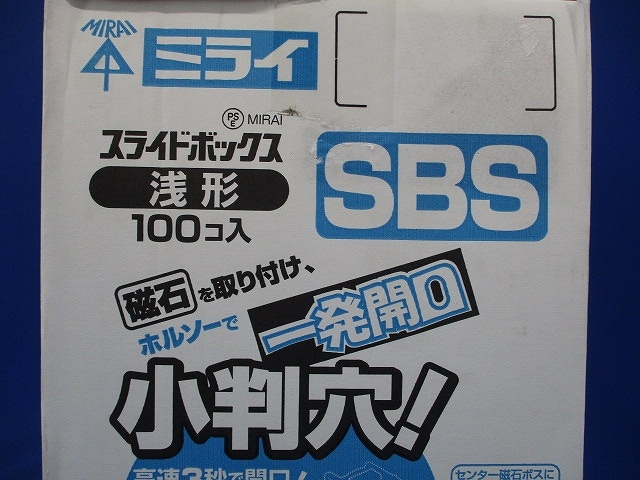 MIRAI
ミライ
PSE MIRAI
スライドボックス
浅形
100コ入
SBS
磁石を取り付け、
ホルソーで
一発開口
小判穴!
高速3秒で開口!
センター磁石ボスに